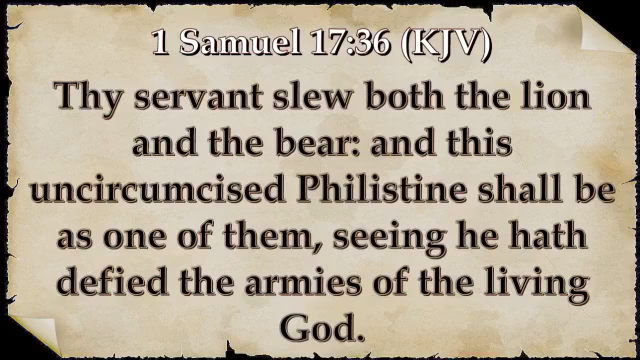 1 Samuel 17:36 (KJV)
Thy servant slew both the lion
and the bear: and this
uncircumcised Philistine shall be
as one of them, seeing he hath
defied the armies of the living
God.